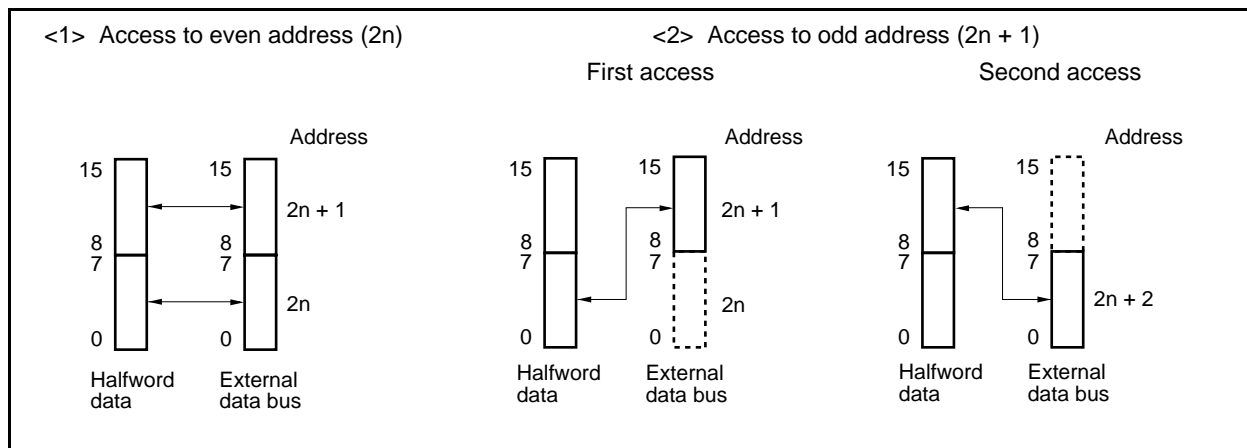 <1> Access to even address (2n)
<2> Access to odd address (2n + 1)
First access
Second access
Address
15
15
2n + 1
8
8
7
7
2n
0
0
Halfword
data
External
data bus
Address
15
15
2n + 1
8
8
7
7
2n
0
0
Halfword
data
External
data bus
Address
15
15
8
8
7
7
2n + 2
0
0
Halfword
data
External
data bus